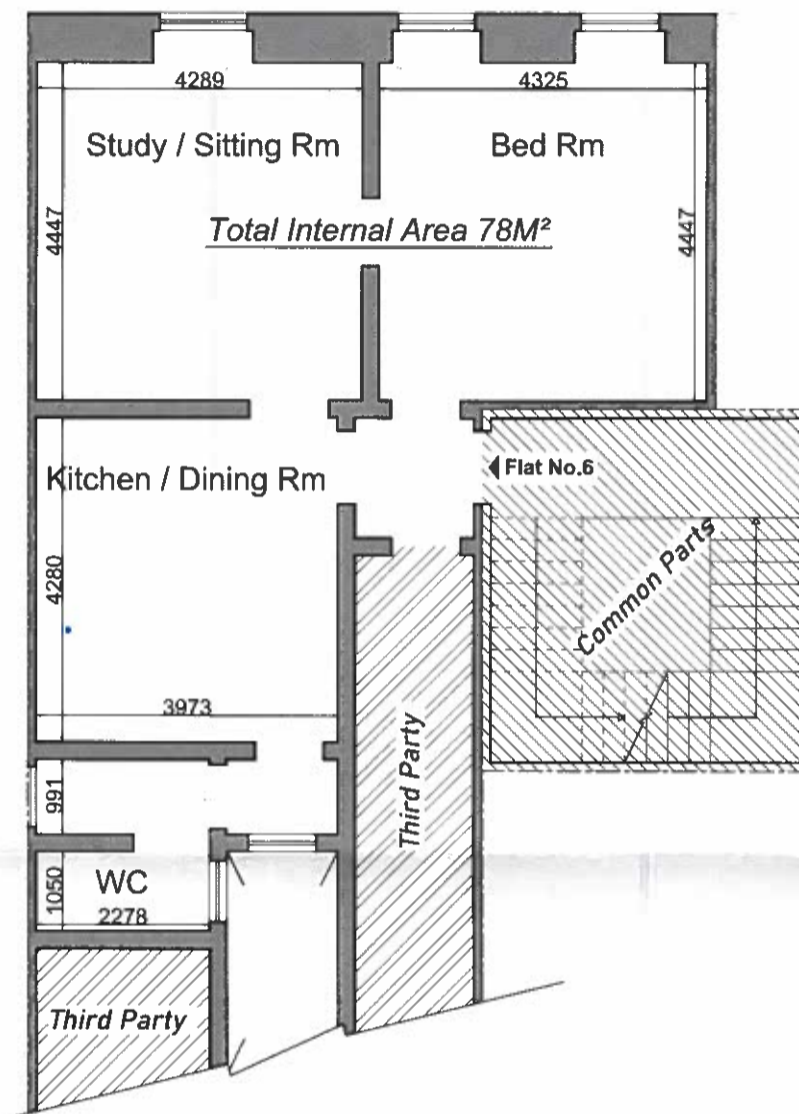 4289
4325
Study / Sitting Rm
Bed Rm
4447
Total Internal Area 78M²
4447
Kitchen / Dining Rm
Flat No.6
4280
Common Parts
3973
Third Party
991
WC
1050
2278
Third Party